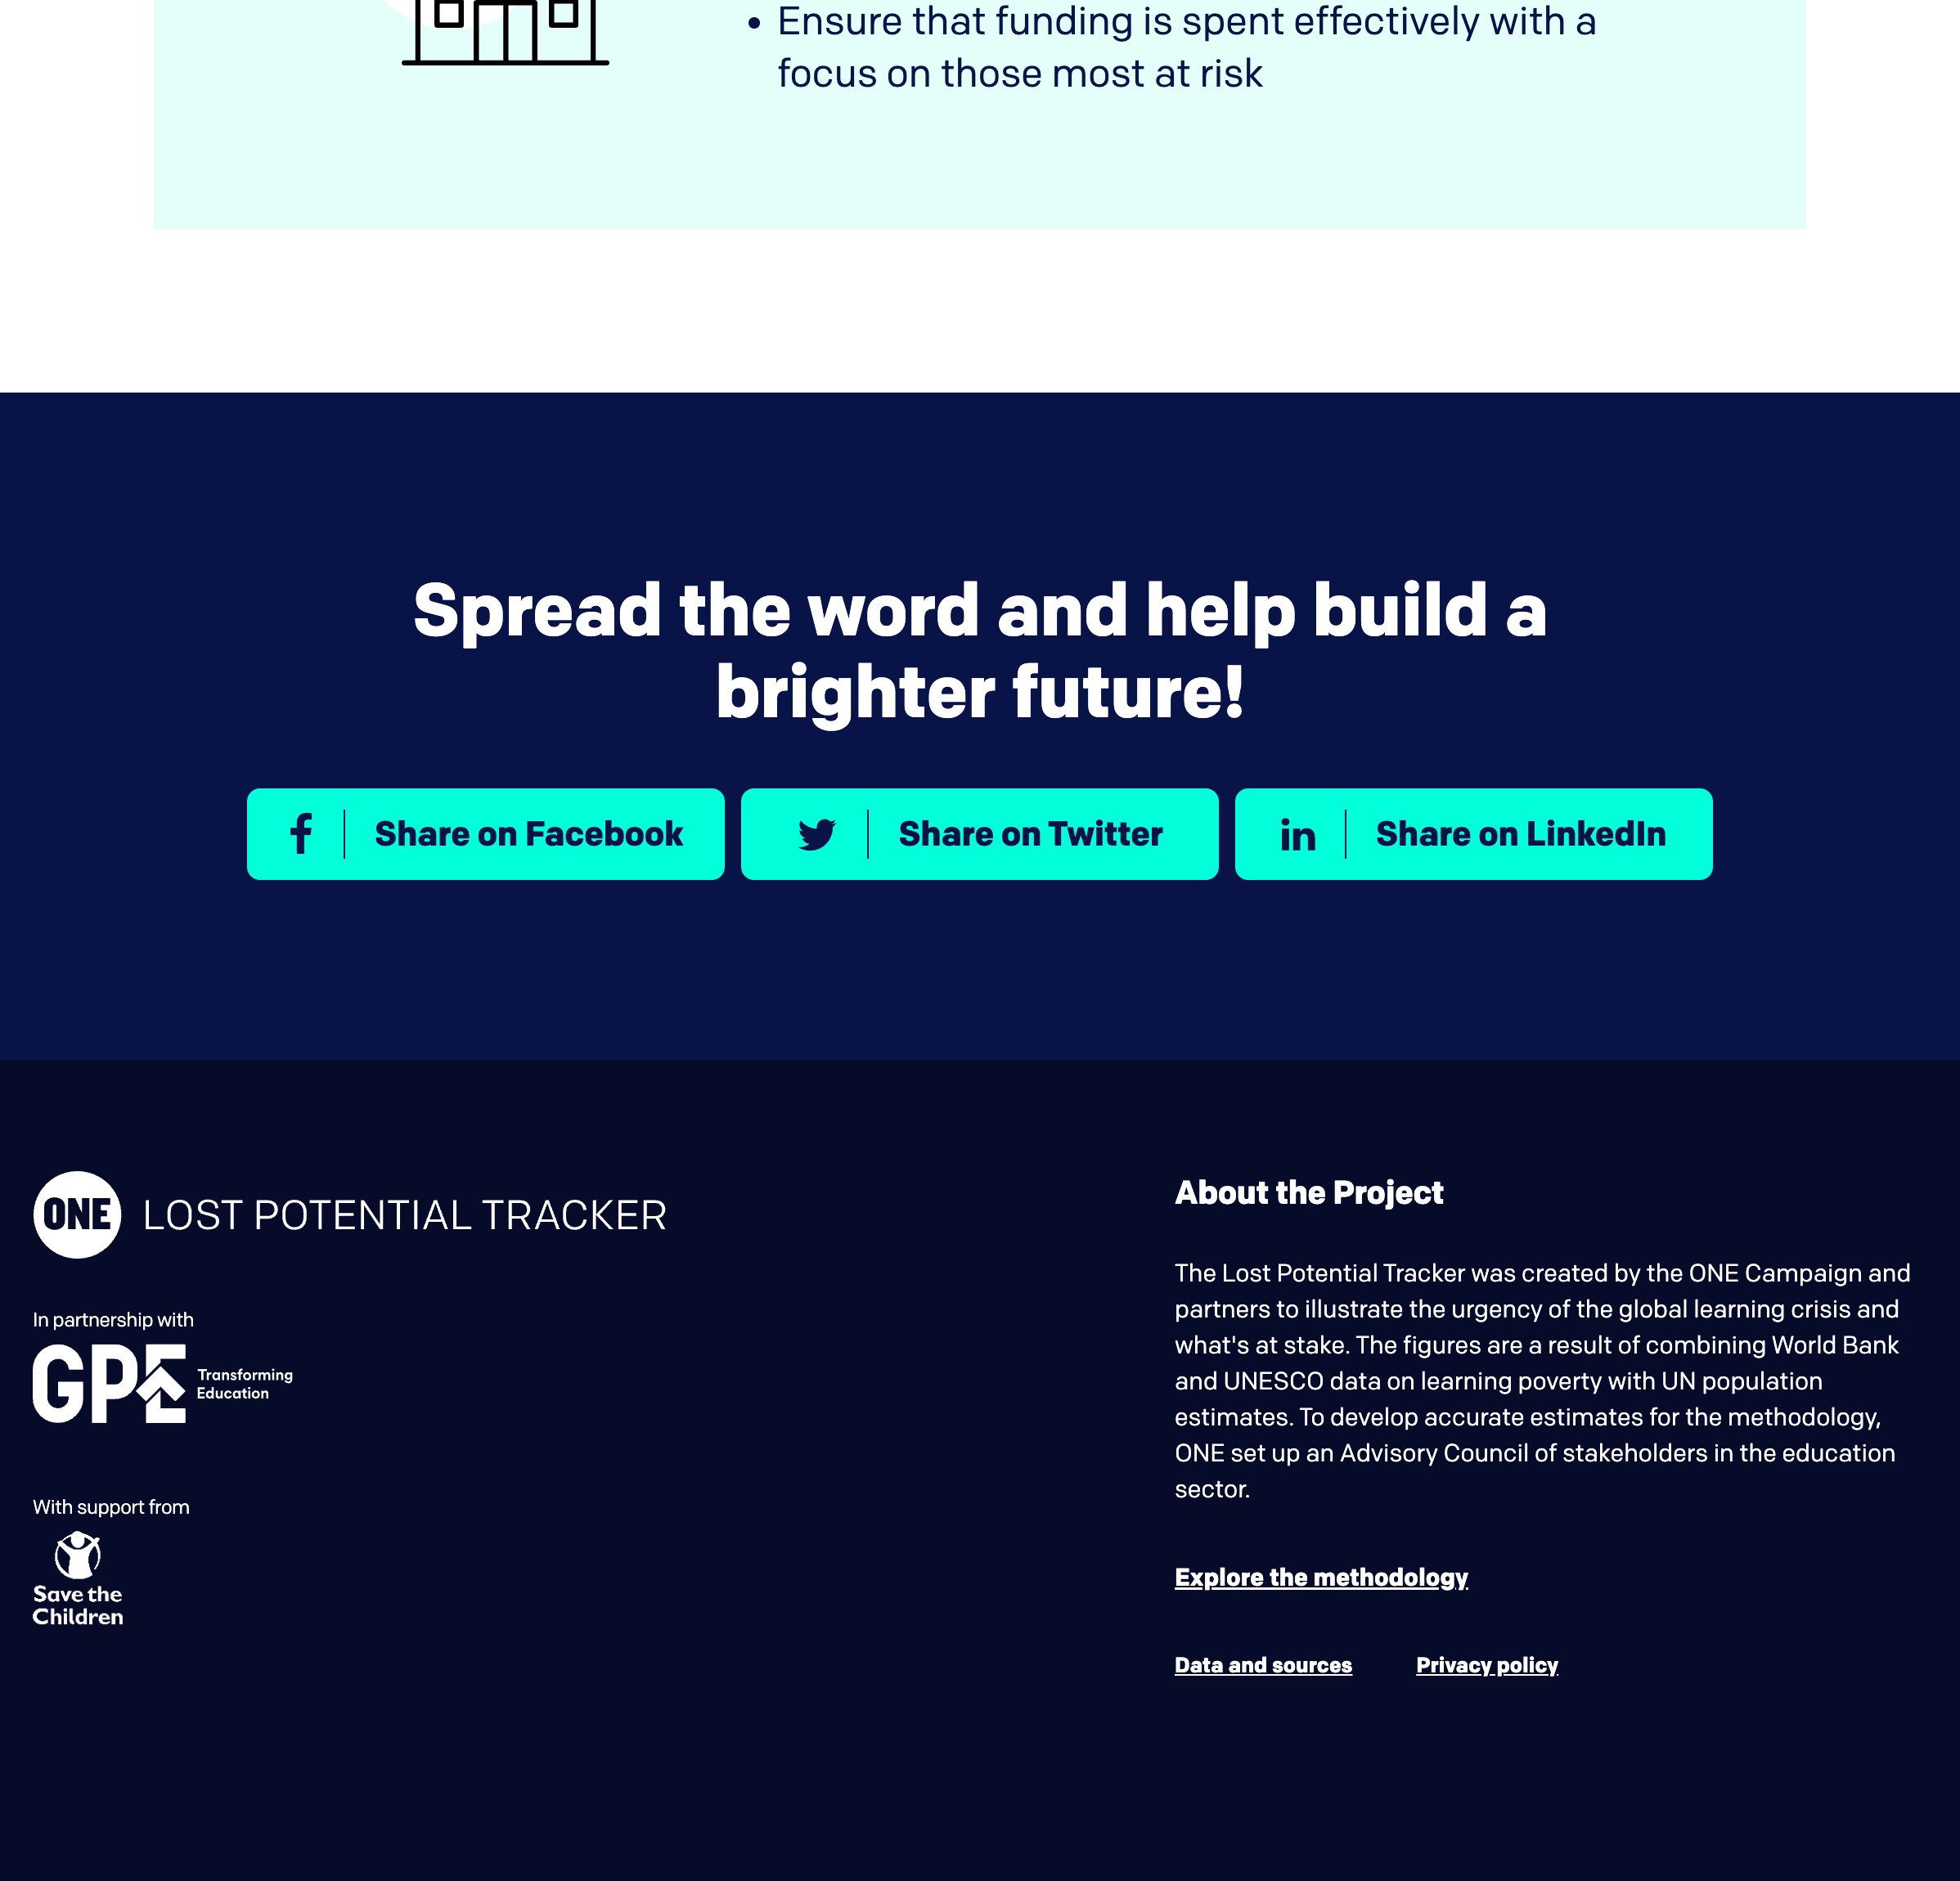 • Ensure that funding is spent effectively with a
focus on those most at risk
Spread the word and help build a
brighter future!
Share on Facebook
Share on Twitter
in
Share on LinkedIn
ONE LOST POTENTIAL TRACKER
In partnership with
GPE Transforming
Education
With support from
Save the
Children
About the Project
The Lost Potential Tracker was created by the ONE Campaign and
partners to illustrate the urgency of the global learning crisis and
what's at stake. The figures are a result of combining World Bank
and UNESCO data on learning poverty with UN population
estimates. To develop accurate estimates for the methodology,
ONE set up an Advisory Council of stakeholders in the education
sector.
Explore the methodology
Data and sources
Privacy policy